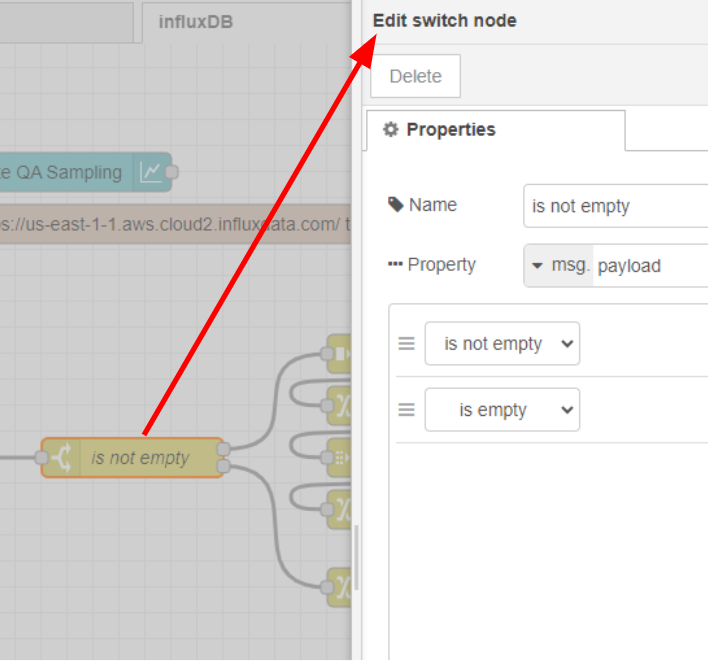 influxDB
Edit switch node
Delete
Properties
e QA Sampling
Name
is not empty
s://us-east-1-1.aws.cloud2.influxdata.com/ t
Property
msg. payload
is not empty
is empty
is not empty